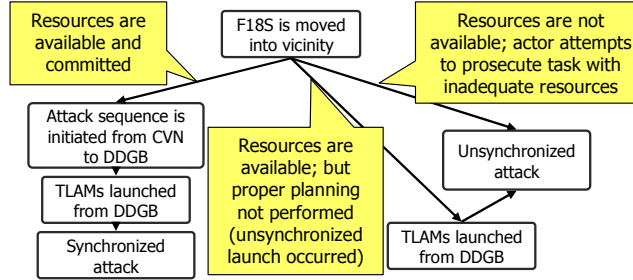 Resources are
available and
committed
F18S is moved
into vicinity
Resources are not
available; actor attempts
to prosecute task with
inadequate resources
Attack sequence is
initiated from CVN
to DDGB
Resources are
available; but
proper planning
not performed
(unsynchronized
launch occurred)
Unsynchronized
attack
TLAMs launched
from DDGB
Synchronized
attack
TLAMs launched
from DDGB